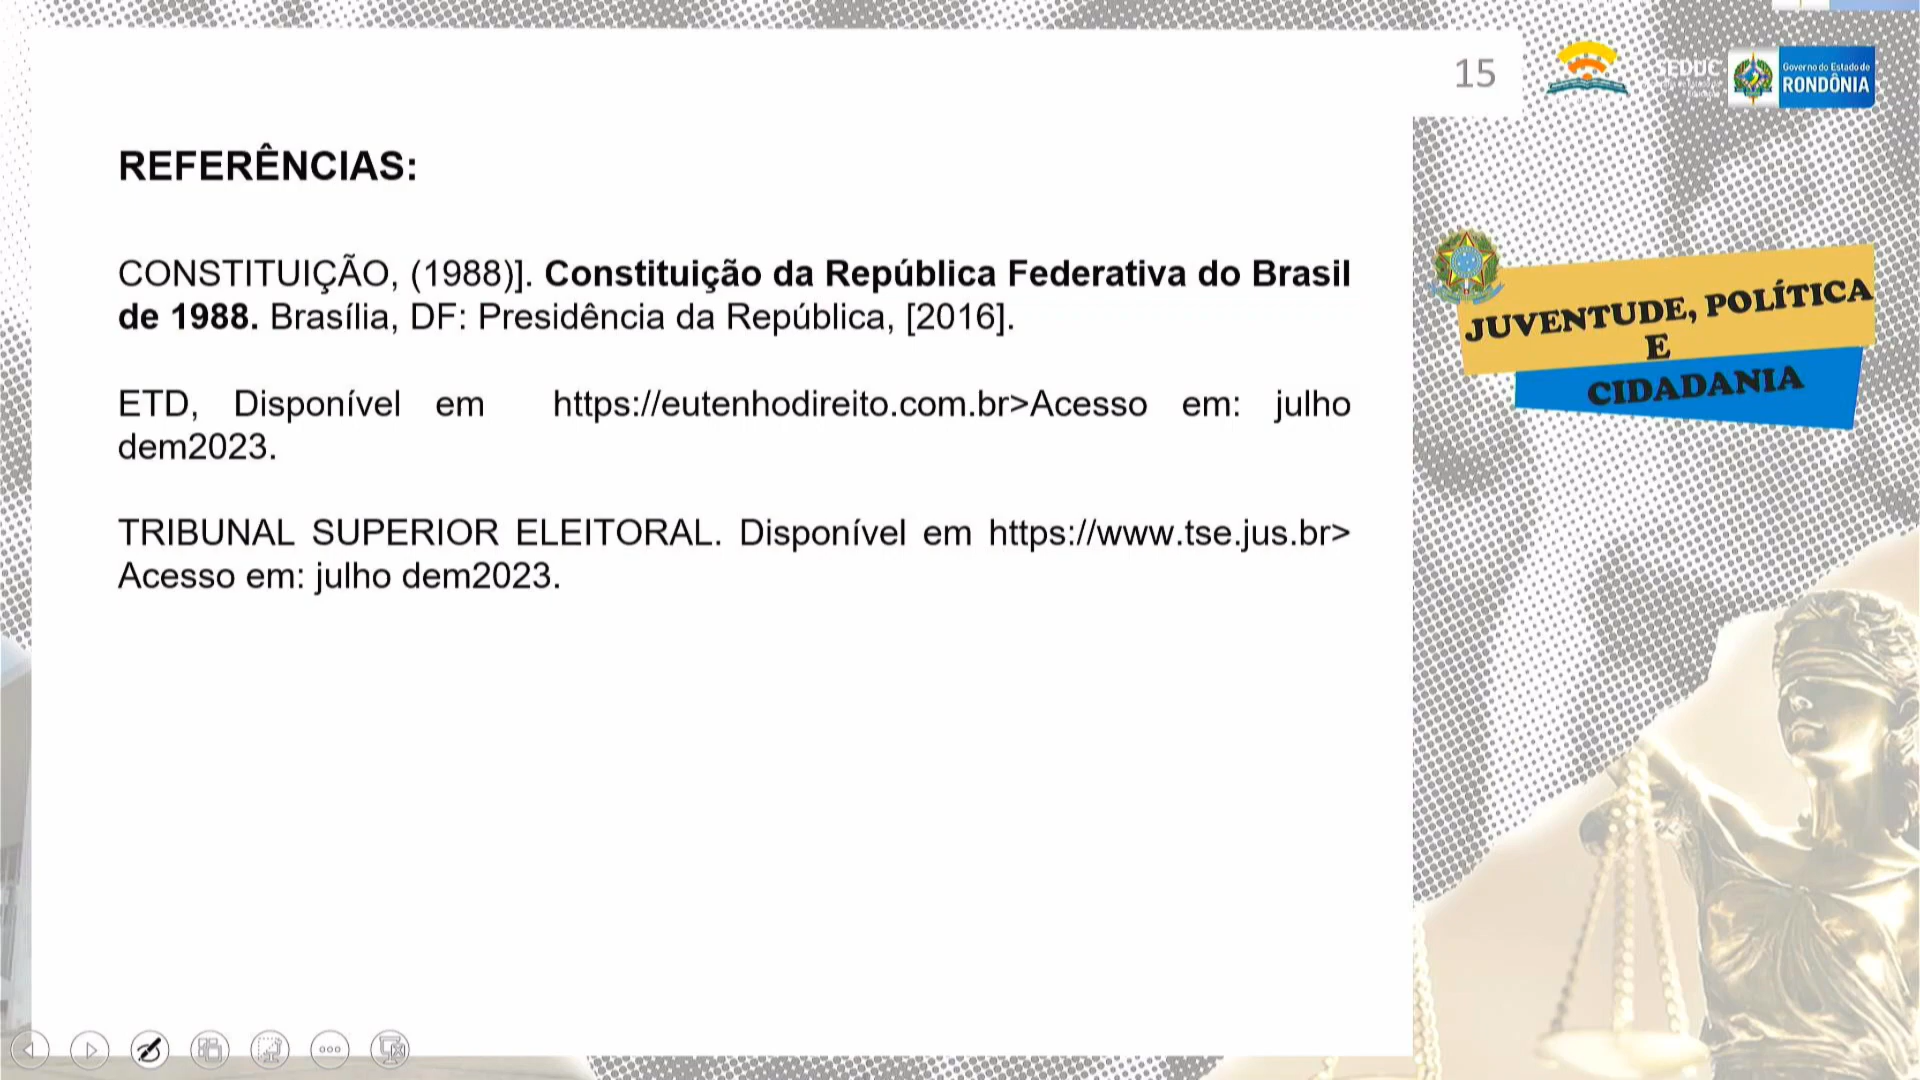 15
SEDUC
Governo do Estado de
RONDÔNIA
REFERÊNCIAS:
CONSTITUIÇÃO, (1988)]. Constituição da República Federativa do Brasil
de 1988. Brasília, DF: Presidência da República, [2016].
ETD, Disponível em https://eutenhodireito.com.br>Acesso em: julho
dem2023.
TRIBUNAL SUPERIOR ELEITORAL. Disponível em https://www.tse.jus.br>
Acesso em: julho dem2023.
JUVENTUDE, POLÍTICA
E
CIDADANIA